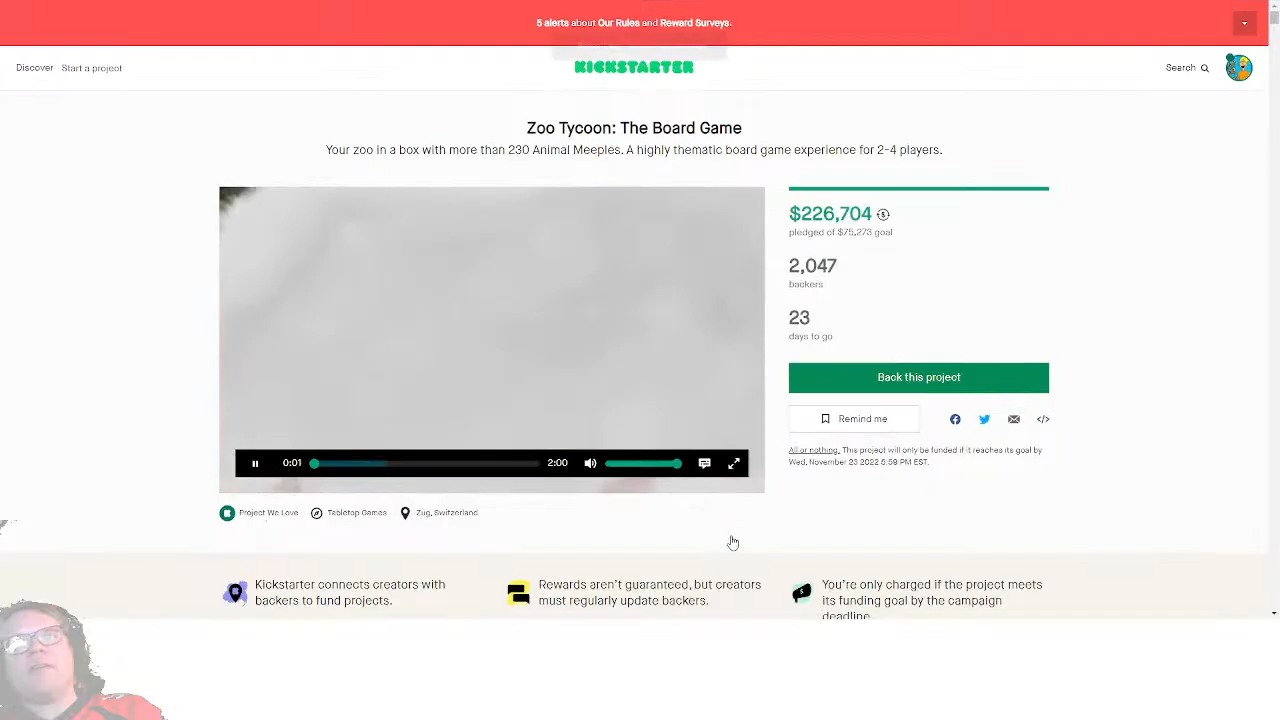 5 alerts about Our Rules and Reward Surveys.
Discover Start a project
KICKSTARTER
Search
Zoo Tycoon: The Board Game
Your zoo in a box with more than 230 Animal Meeples. A highly thematic board game experience for 2-4 players.
$226,704
pledged of $75,273 goal
2,047
backers
23
days to go
Back this project
Remind me
All or nothing. This project will only be funded if it reaches its goal by
Wed, November 23 2022 5:59 PM EST.
0:01 2:00
Project We Love Tabletop Games Zug, Switzerland
Kickstarter connects creators with
backers to fund projects.
Rewards aren't guaranteed, but creators
must regularly update backers.
You're only charged if the project meets
its funding goal by the campaign
deadline.